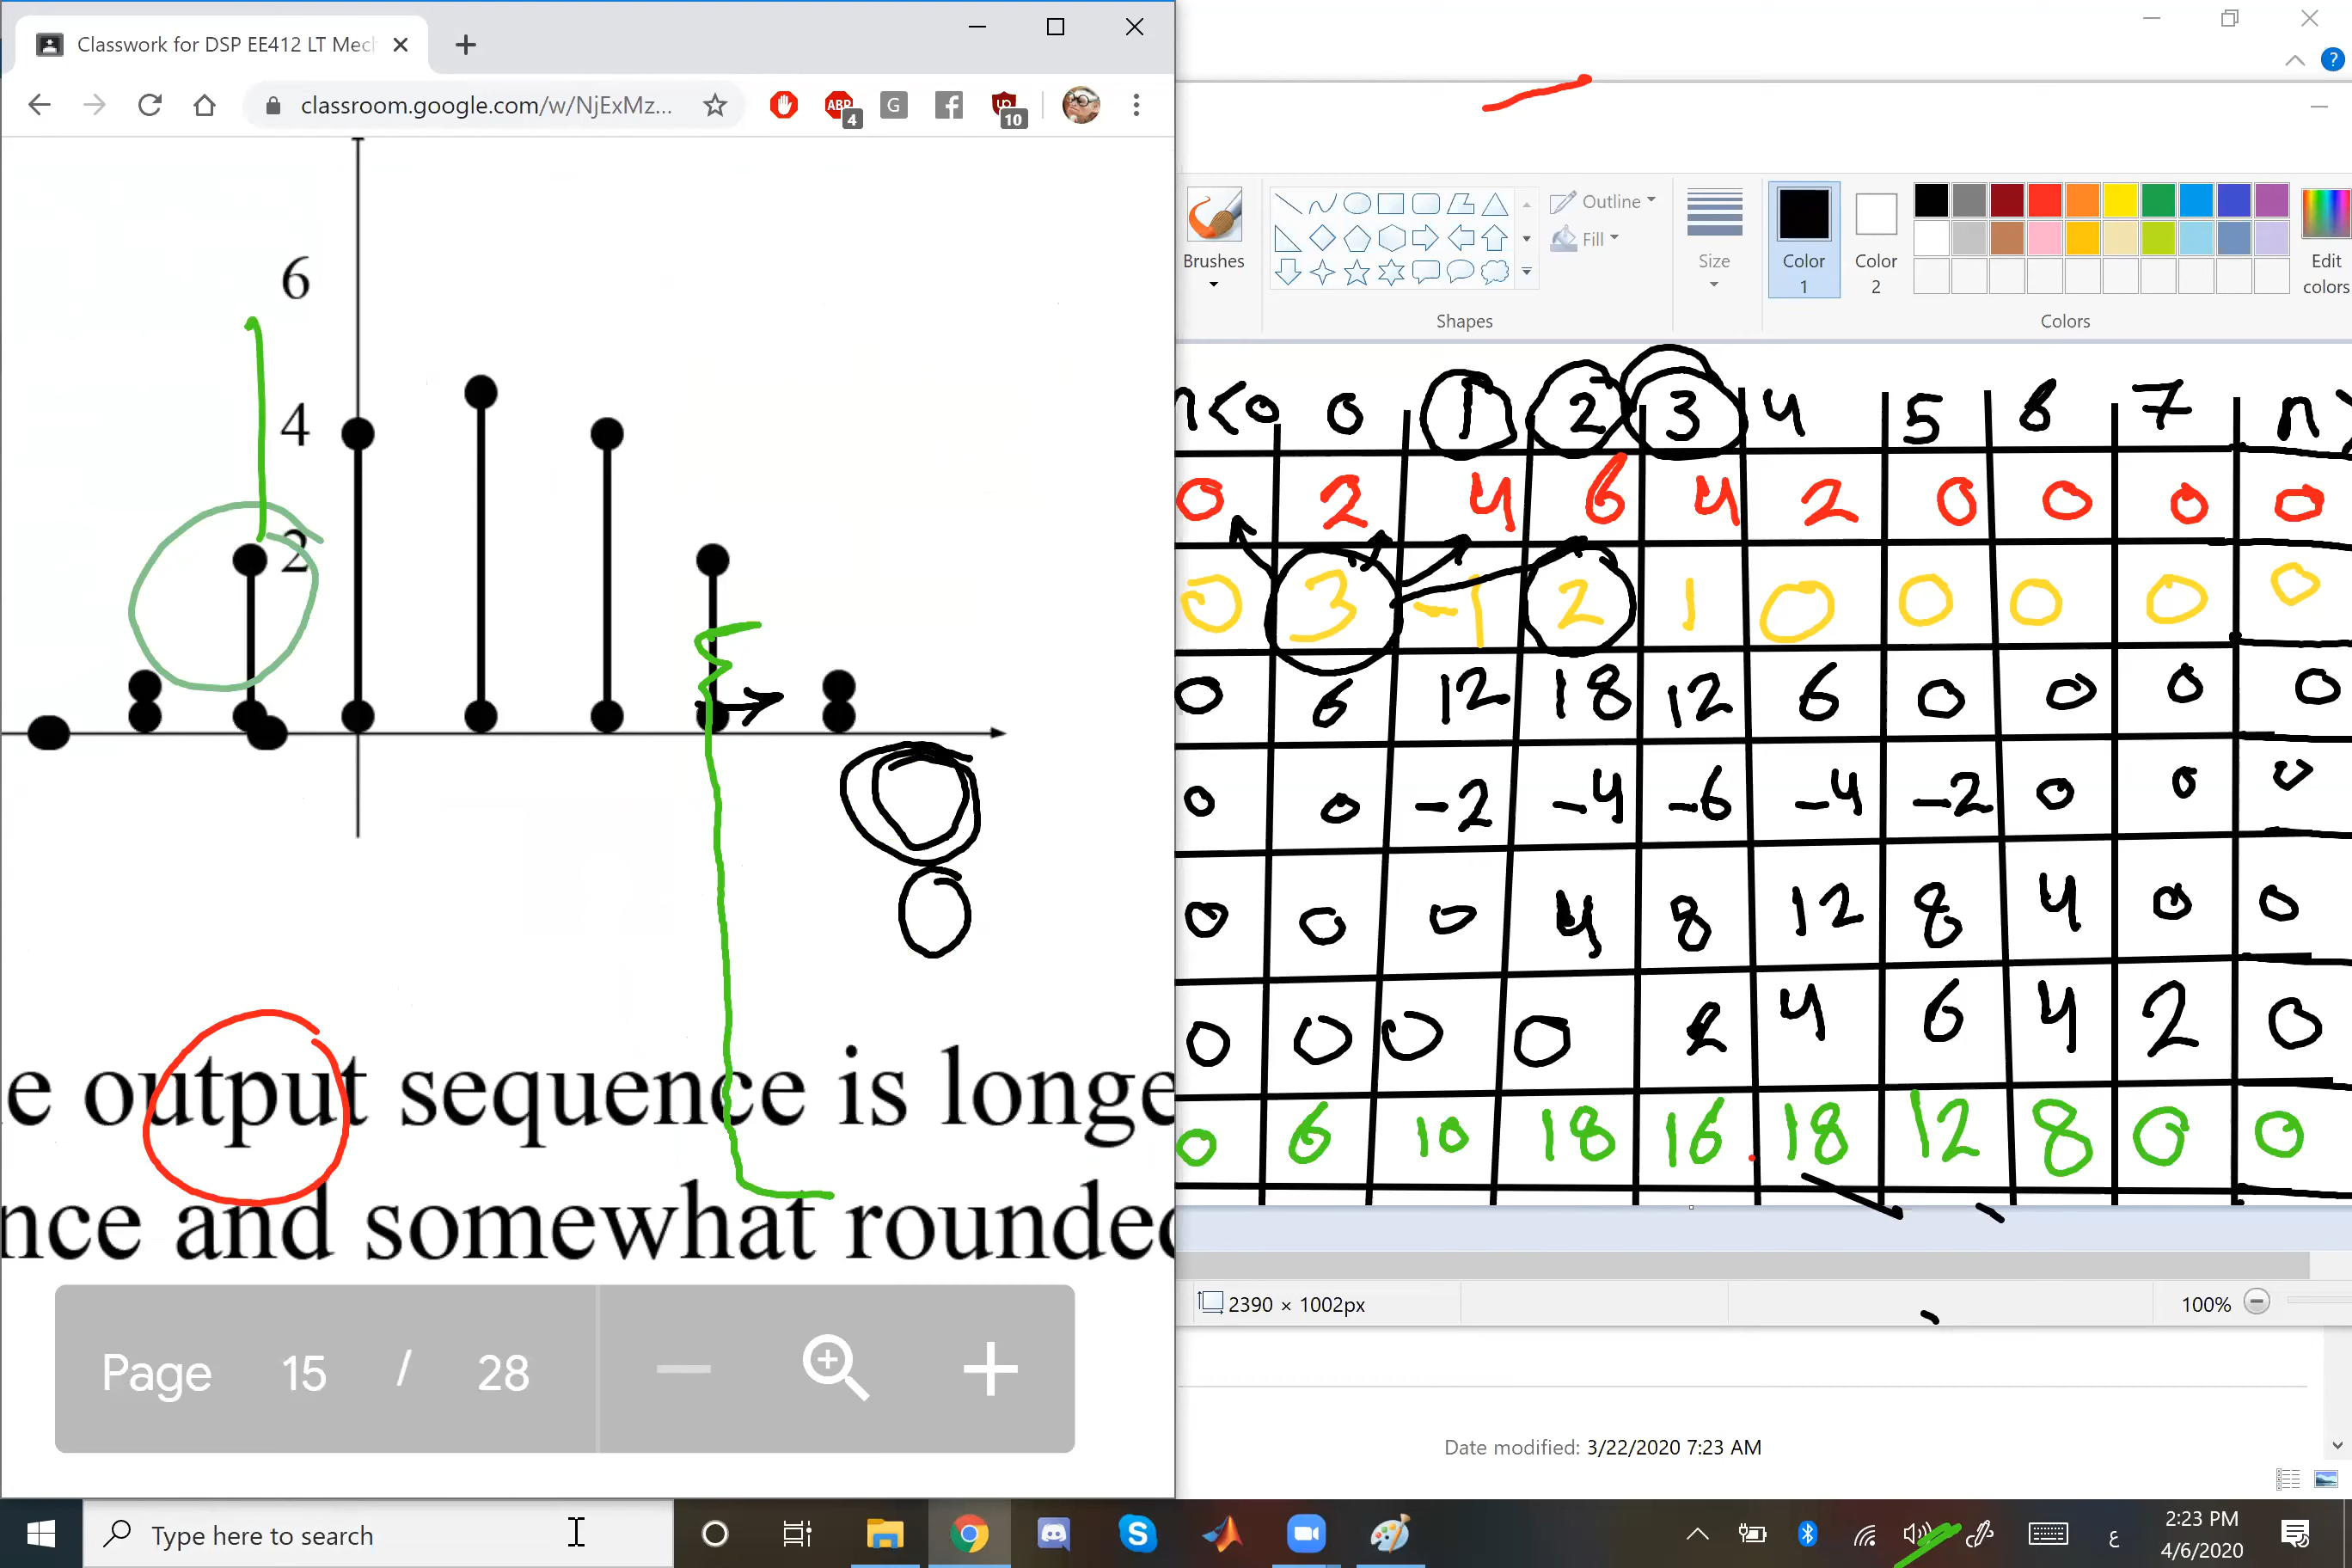 Classwork for DSP EE412 LT Mech
classroom.google.com/w/NjExMz...
ABP
4
G
10
6
4
2
e output sequence is longe
nce and somewhat rounded
Page 15 / 28
Brushes
Shapes
Outline
Fill
Size
Color 1
Color 2
Edit colors
Colors
n<0 0 1 2 3 4 5 6 7 n>
0 2 4 6 4 2 0 0 0 0
0 3 -1 2 1 0 0 0 0 0
0 6 12 18 12 6 0 0 0 0
0 0 -2 -4 -6 -4 -2 0 0 0
0 0 0 4 8 12 8 4 0 0
0 0 0 0 2 4 6 4 2 0
0 6 10 18 16 18 12 8 0 0
2390 × 1002px
100%
Date modified: 3/22/2020 7:23 AM
Type here to search
ع
2:23 PM
4/6/2020